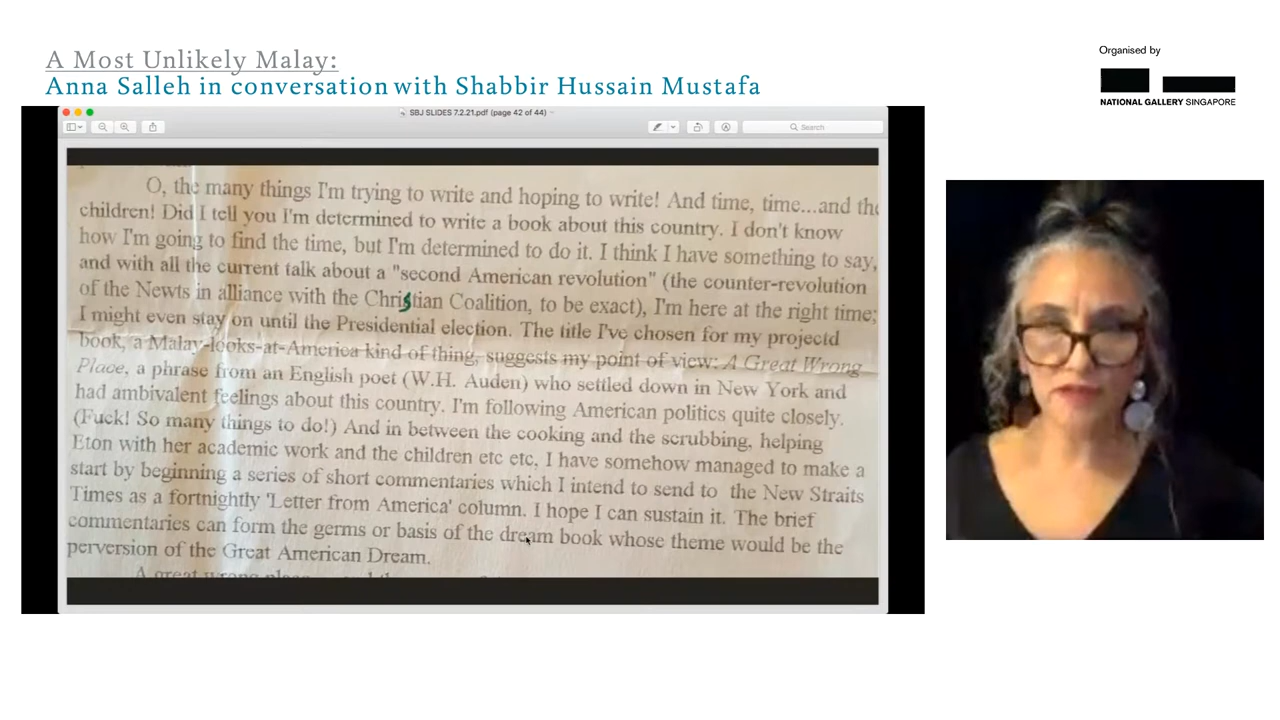 A Most Unlikely Malay:
Anna Salleh in conversation with Shabbir Hussain Mustafa
Organised by
NATIONAL GALLERY SINGAPORE
SBJ SLIDES 7.2.21.pdf (page 42 of 44)
Search
O, the many things I'm trying to write and hoping to write! And time, time...and the
children! Did I tell you I'm determined to write a book about this country. I don't know
how I'm going to find the time, but I'm determined to do it. I think I have something to say,
and with all the current talk about a "second American revolution" (the counter-revolution
of the Newts in alliance with the Christian Coalition, to be exact), I'm here at the right time;
I might even stay on until the Presidential election. The title I've chosen for my projectd
book, a Malay-looks-at-America kind of thing, suggests my point of view: A Great Wrong
Place, a phrase from an English poet (W.H. Auden) who settled down in New York and
had ambivalent feelings about this country. I'm following American politics quite closely.
(Fuck! So many things to do!) And in between the cooking and the scrubbing, helping
Eton with her academic work and the children etc etc, I have somehow managed to make a
start by beginning a series of short commentaries which I intend to send to the New Straits
Times as a fortnightly 'Letter from America' column. I hope I can sustain it. The brief
commentaries can form the germs or basis of the dream book whose theme would be the
perversion of the Great American Dream.
A great wrong